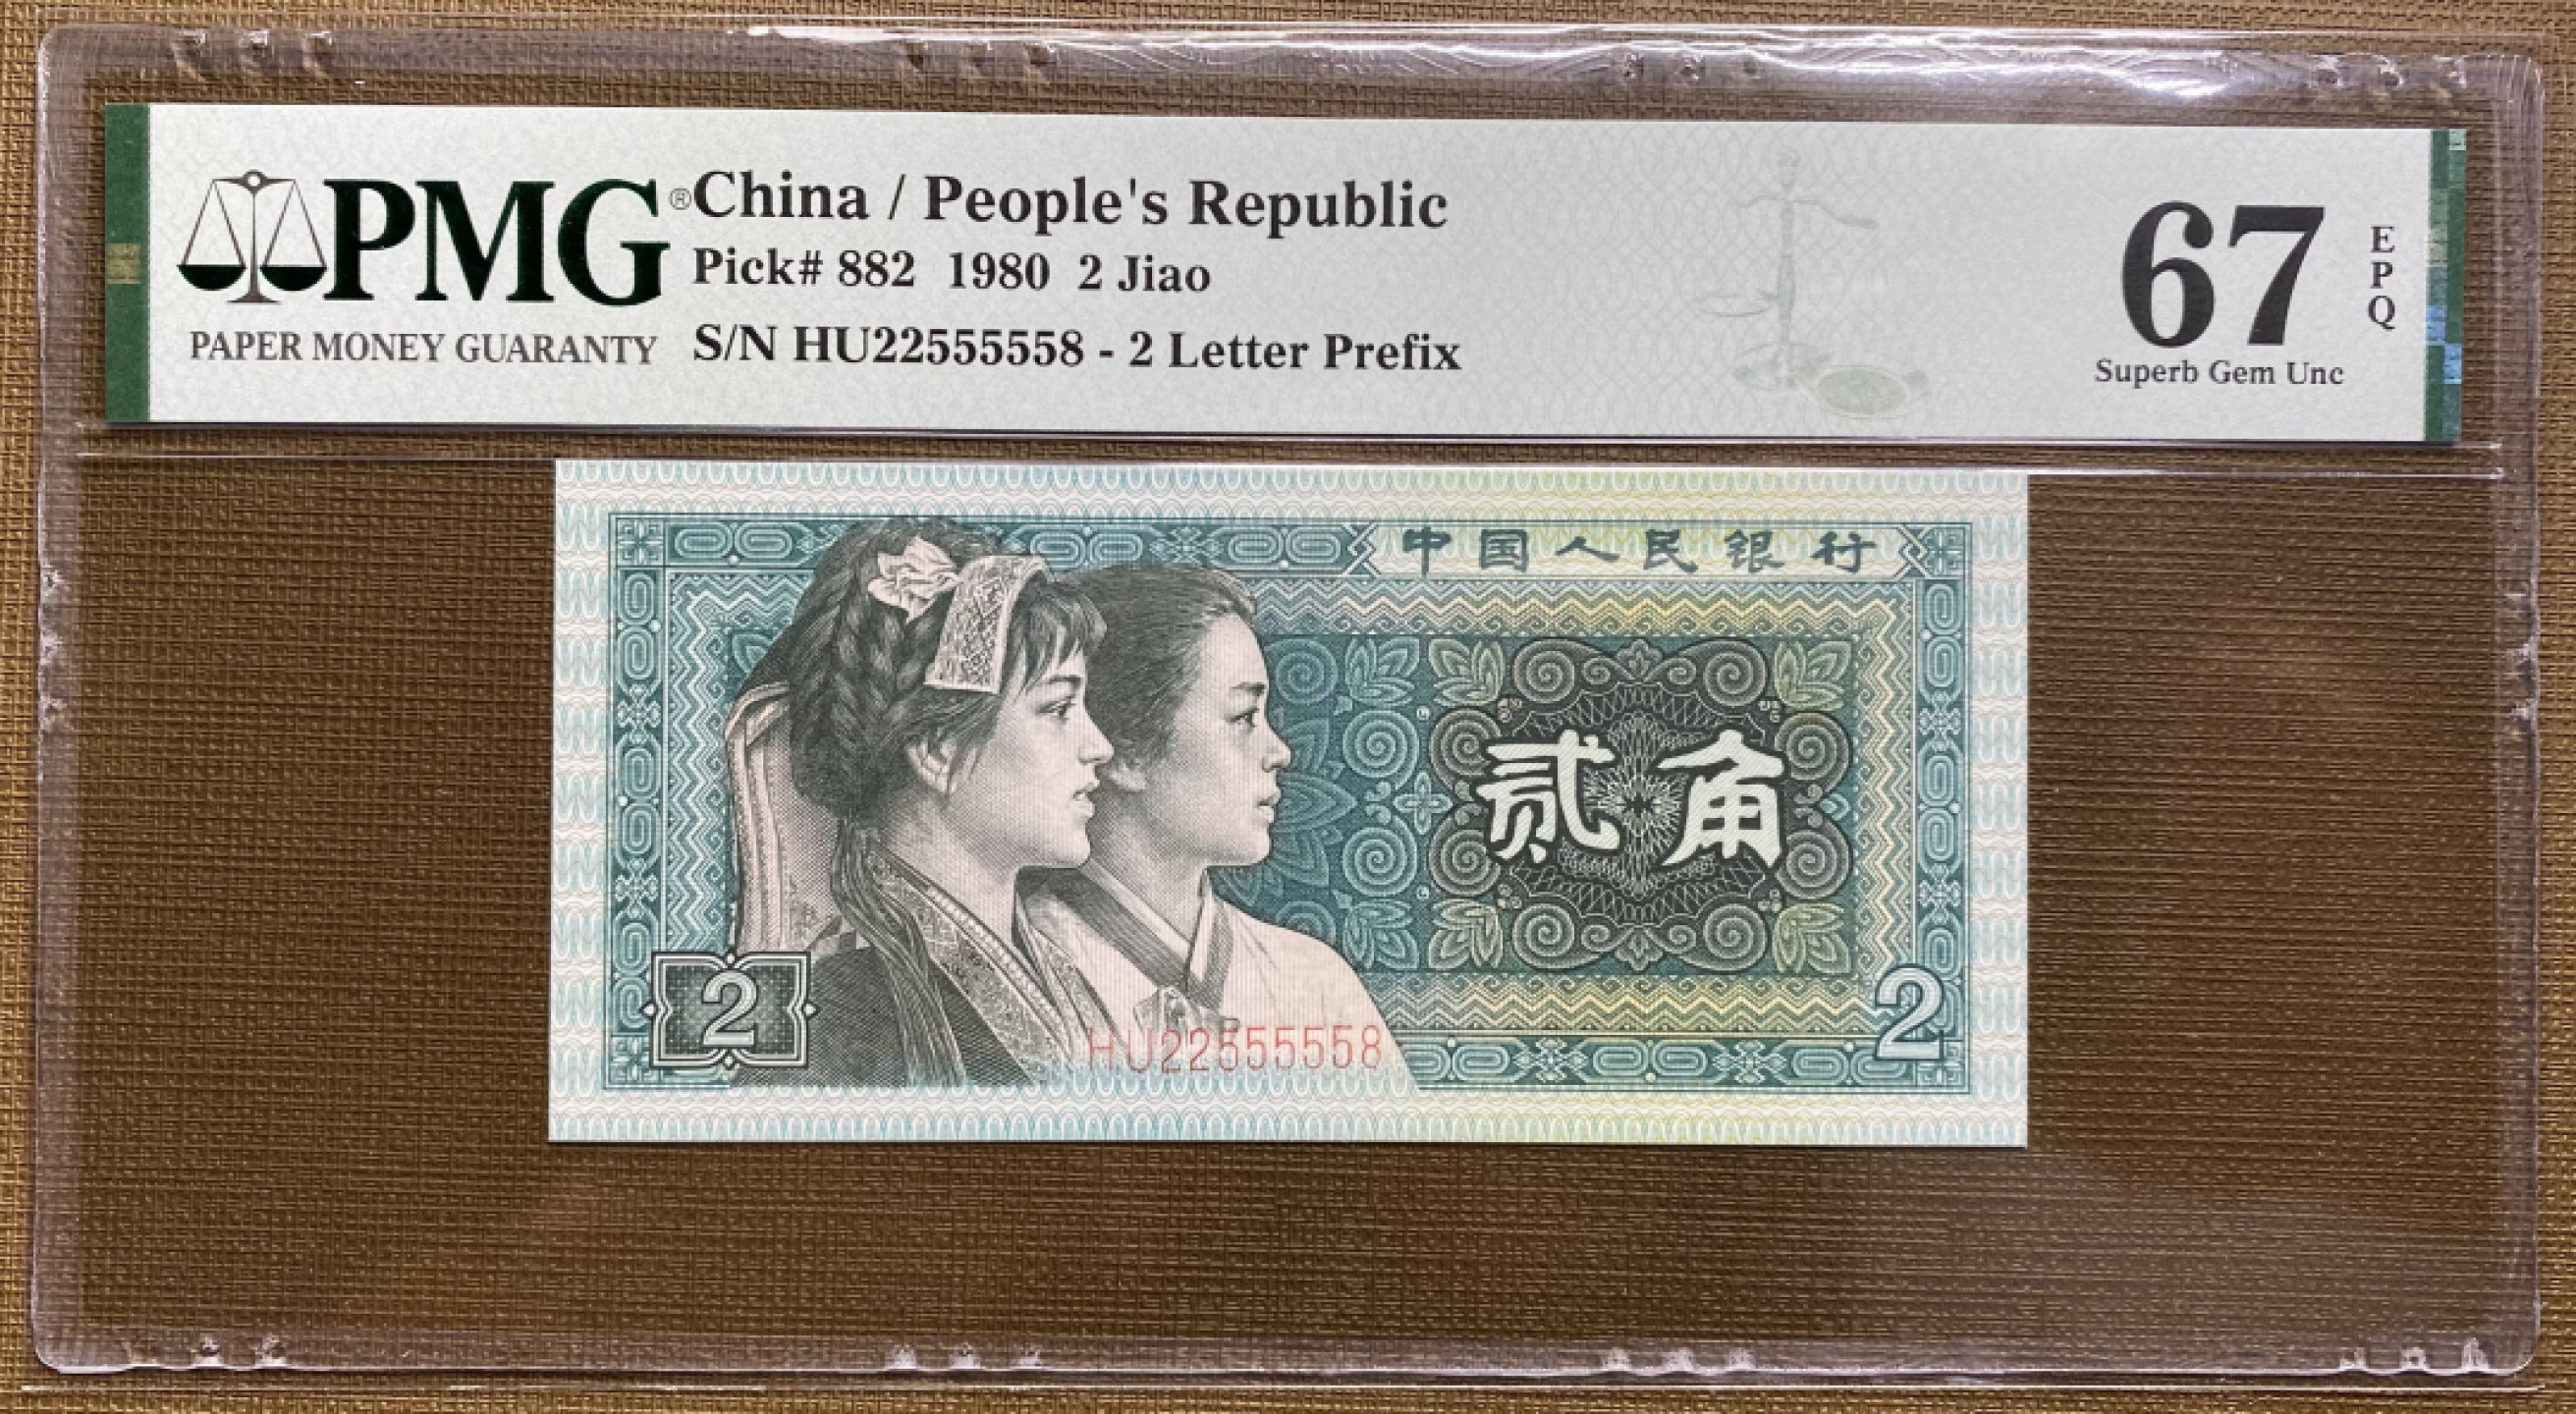 PMG®
PAPER MONEY GUARANTY
China / People's Republic
Pick# 882 1980 2 Jiao
S/N HU22555558 - 2 Letter Prefix
67
EPQ
Superb Gem Unc
中国人民银行
贰角
2
HU22555558
2